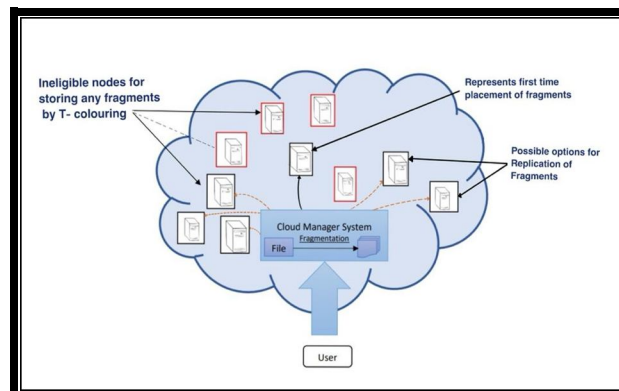 Ineligible nodes for
storing any fragments
by T- colouring
Represents first time
placement of fragments
Possible options for
Replication of
Fragments
Cloud Manager System
Fragmentation
File
User